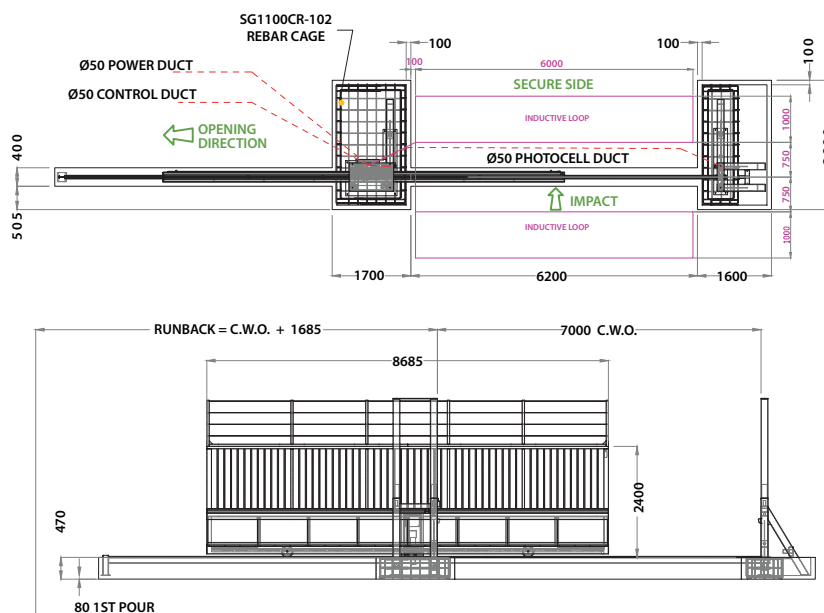 SG1100CR-102
REBAR CAGE
100
100
100
100
6000
Ø50 POWER DUCT
SECURE SIDE
Ø50 CONTROL DUCT
INDUCTIVE LOOP
1000
OPENING
DIRECTION
Ø50 PHOTOCELL DUCT
750
400
750
IMPACT
505
INDUCTIVE LOOP
1000
1700
6200
1600
RUNBACK = C.W.O. + 1685
7000 C.W.O.
8685
2400
470
80 1ST POUR